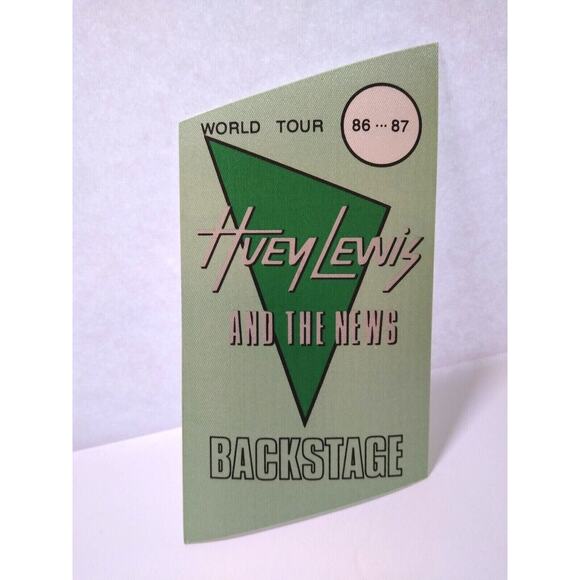 WORLD TOUR 86 ... 87
HUEY LEWIS
AND THE NEWS
BACKSTAGE